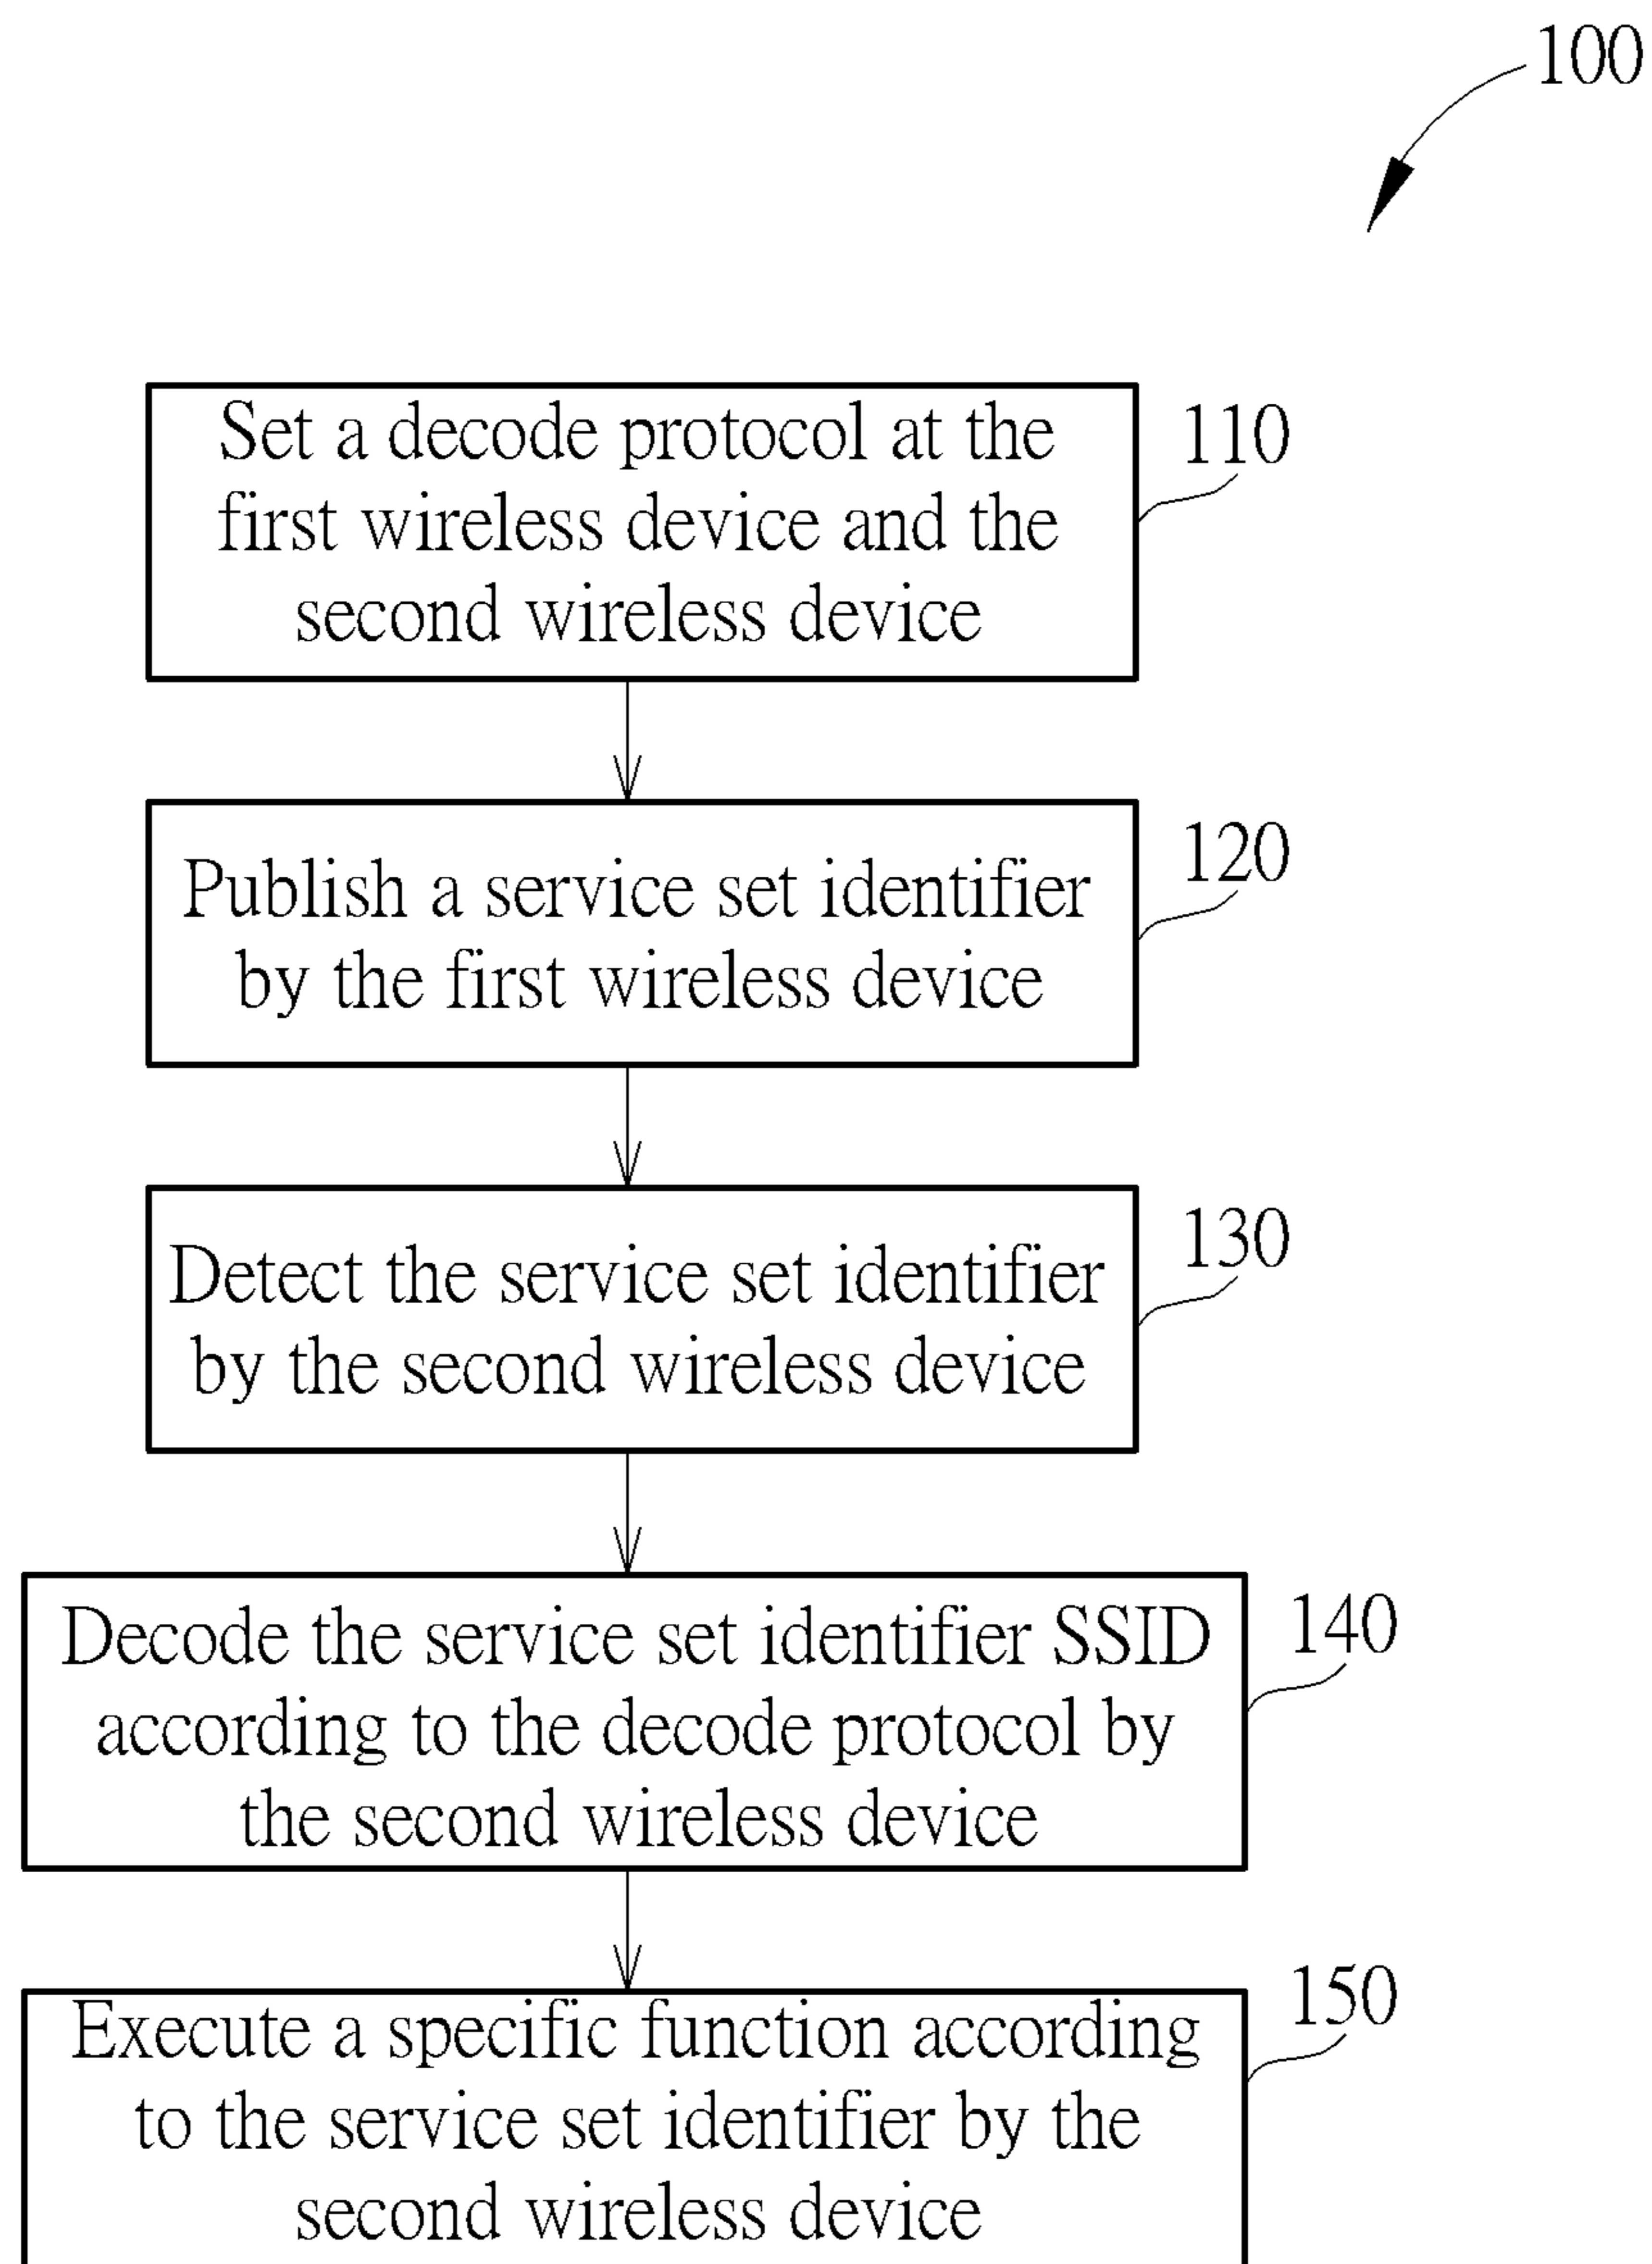 100
Set a decode protocol at the
first wireless device and the
second wireless device
110
Publish a service set identifier
by the first wireless device
120
Detect the service set identifier
by the second wireless device
130
Decode the service set identifier SSID
according to the decode protocol by
the second wireless device
140
Execute a specific function according
to the service set identifier by the
second wireless device
150